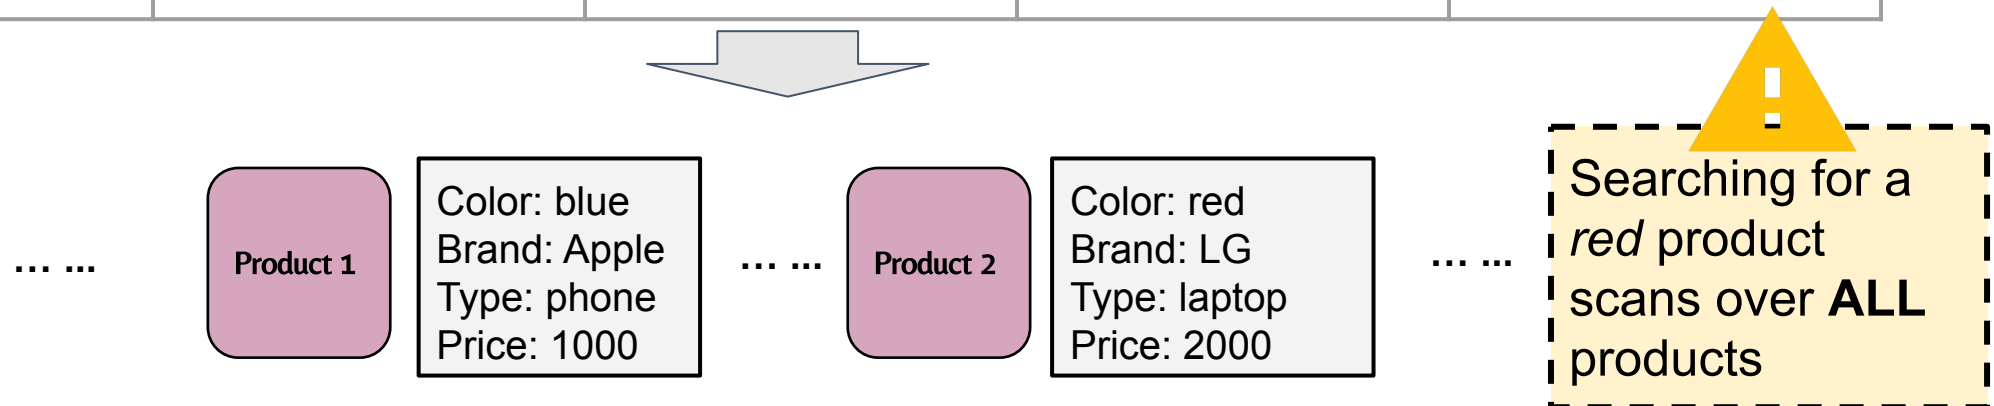 ... ...
Product 1
Color: blue
Brand: Apple
Type: phone
Price: 1000
... ...
Product 2
Color: red
Brand: LG
Type: laptop
Price: 2000
... ...
!
Searching for a
red product
scans over ALL
products